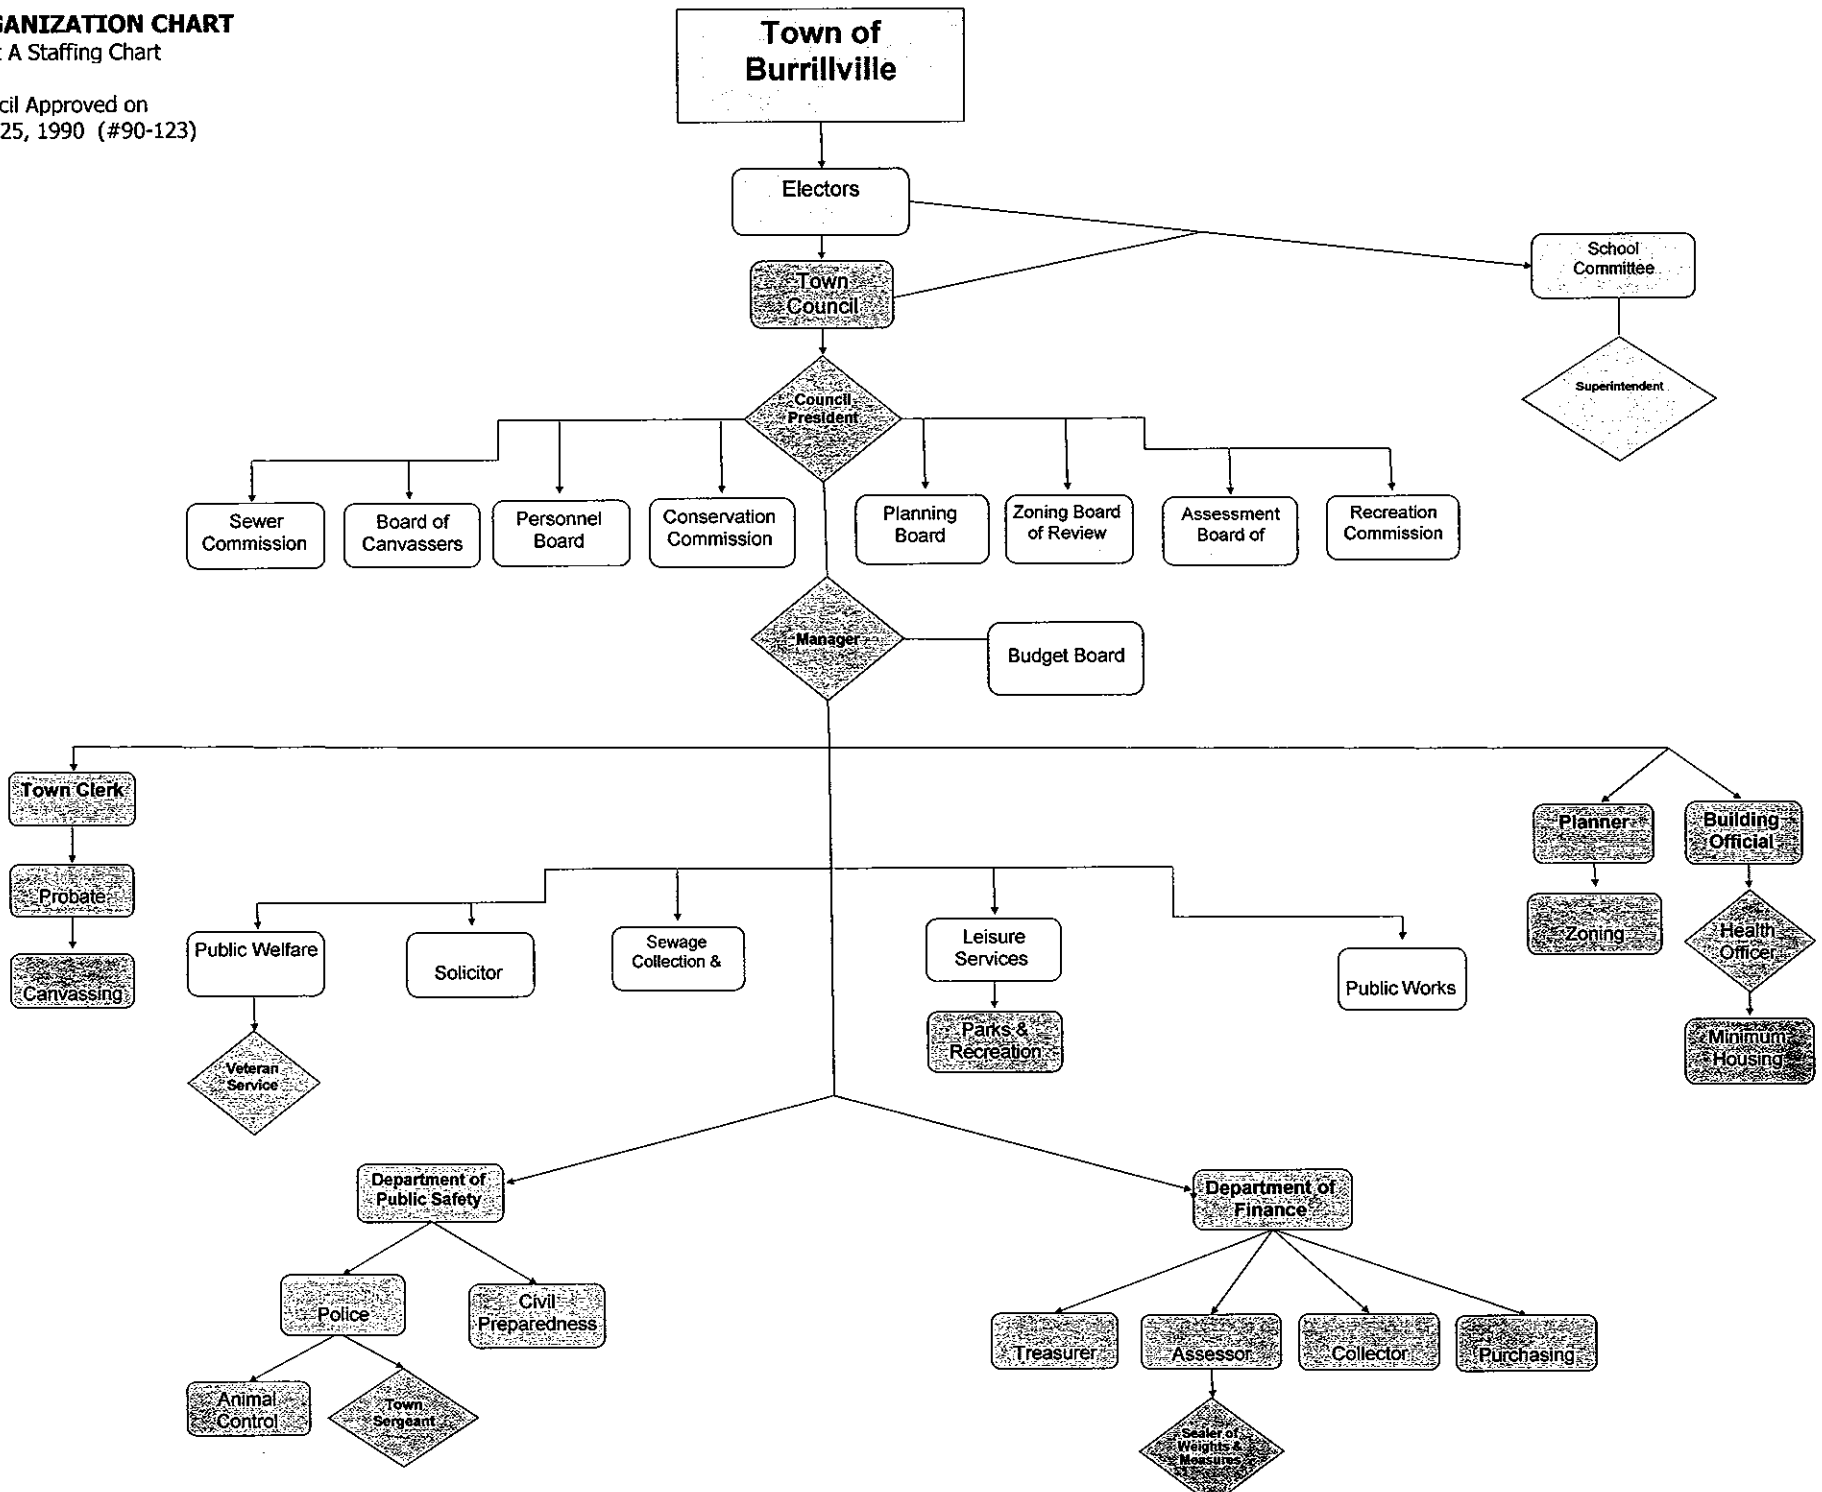 GANIZATION CHART
A Staffing Chart
cil Approved on
25, 1990 (#90-123)
Town of
Burrillville
Electors
Town
Council
School
Committee
Superintendent
Council
President
Sewer
Commission
Board of
Canvassers
Personnel
Board
Conservation
Commission
Planning
Board
Zoning Board
of Review
Assessment
Board of
Recreation
Commission
Manager
Budget Board
Town Clerk
Probate
Canvassing
Planner
Zoning
Building
Official
Health
Officer
Minimum
Housing
Public Welfare
Veteran
Service
Solicitor
Sewage
Collection &
Leisure
Services
Parks &
Recreation
Public Works
Department of
Public Safety
Police
Civil
Preparedness
Animal
Control
Town
Sergeant
Department of
Finance
Treasurer
Assessor
Collector
Purchasing
Sealer of
Weights &
Measures